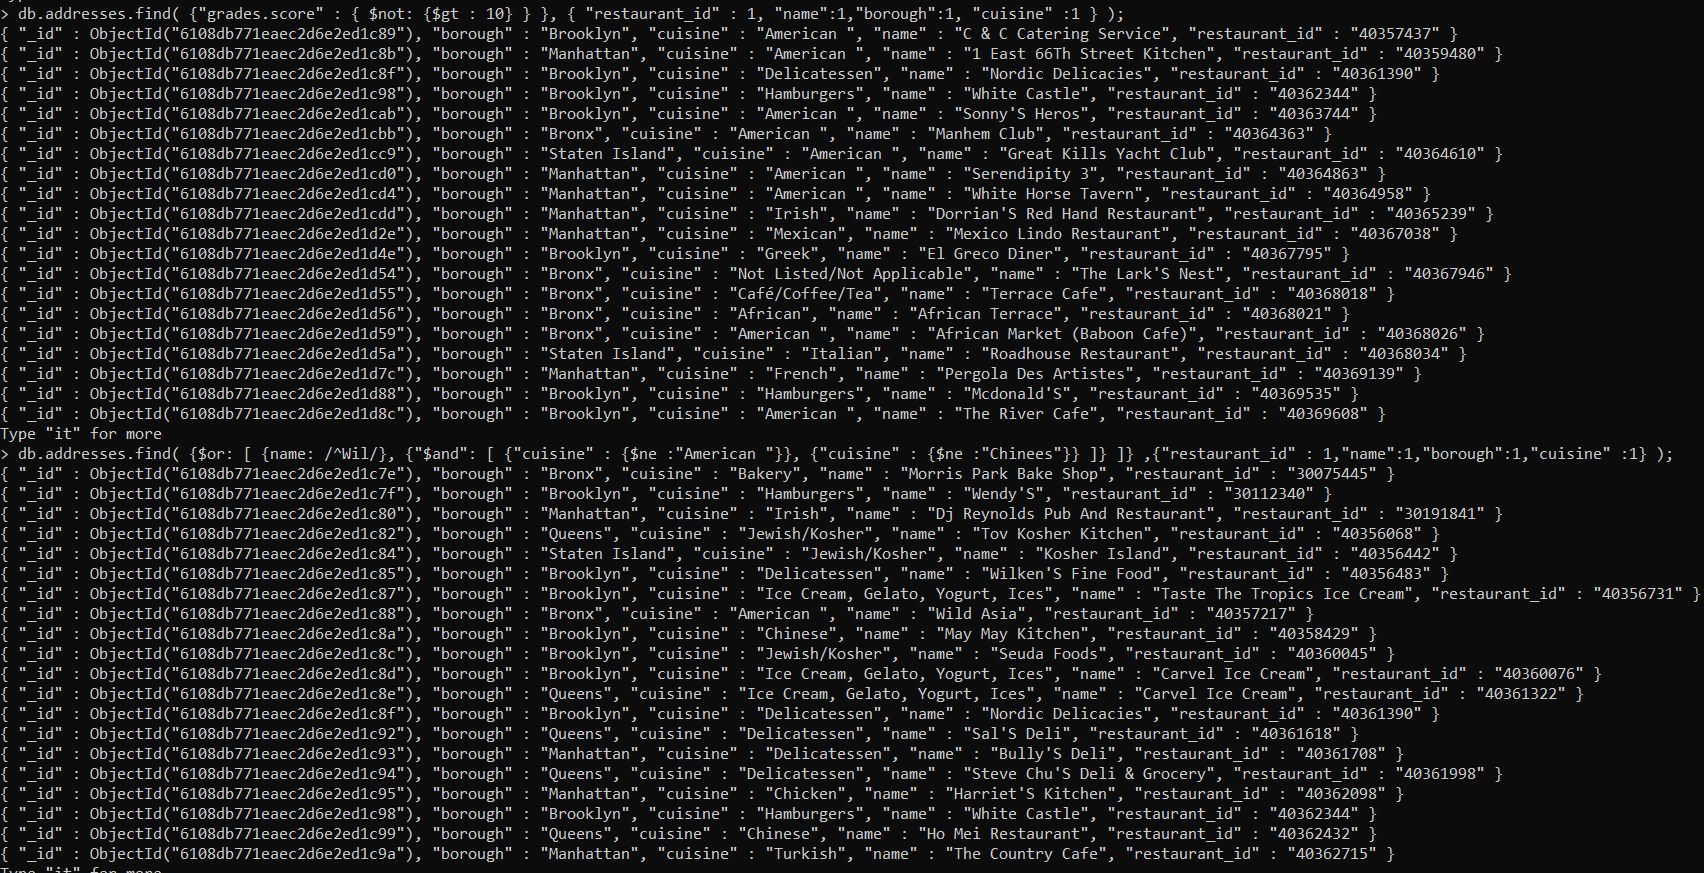 > db.addresses.find( {"grades.score" : { $not: {$gt : 10} } }, { "restaurant_id" : 1, "name":1,"borough":1, "cuisine" :1 } );
{ "_id" : ObjectId("6108db771eaec2d6e2ed1c89"), "borough" : "Brooklyn", "cuisine" : "American ", "name" : "C & C Catering Service", "restaurant_id" : "40357437" }
{ "_id" : ObjectId("6108db771eaec2d6e2ed1c8b"), "borough" : "Manhattan", "cuisine" : "American ", "name" : "1 East 66Th Street Kitchen", "restaurant_id" : "40359480" }
{ "_id" : ObjectId("6108db771eaec2d6e2ed1c8f"), "borough" : "Brooklyn", "cuisine" : "Delicatessen", "name" : "Nordic Delicacies", "restaurant_id" : "40361390" }
{ "_id" : ObjectId("6108db771eaec2d6e2ed1c98"), "borough" : "Brooklyn", "cuisine" : "Hamburgers", "name" : "White Castle", "restaurant_id" : "40362344" }
{ "_id" : ObjectId("6108db771eaec2d6e2ed1cab"), "borough" : "Brooklyn", "cuisine" : "American ", "name" : "Sonny'S Heros", "restaurant_id" : "40363744" }
{ "_id" : ObjectId("6108db771eaec2d6e2ed1cbb"), "borough" : "Bronx", "cuisine" : "American ", "name" : "Manhem Club", "restaurant_id" : "40364363" }
{ "_id" : ObjectId("6108db771eaec2d6e2ed1cc9"), "borough" : "Staten Island", "cuisine" : "American ", "name" : "Great Kills Yacht Club", "restaurant_id" : "40364610" }
{ "_id" : ObjectId("6108db771eaec2d6e2ed1cd0"), "borough" : "Manhattan", "cuisine" : "American ", "name" : "Serendipity 3", "restaurant_id" : "40364863" }
{ "_id" : ObjectId("6108db771eaec2d6e2ed1cd4"), "borough" : "Manhattan", "cuisine" : "American ", "name" : "White Horse Tavern", "restaurant_id" : "40364958" }
{ "_id" : ObjectId("6108db771eaec2d6e2ed1cdd"), "borough" : "Manhattan", "cuisine" : "Irish", "name" : "Dorrian'S Red Hand Restaurant", "restaurant_id" : "40365239" }
{ "_id" : ObjectId("6108db771eaec2d6e2ed1d2e"), "borough" : "Manhattan", "cuisine" : "Mexican", "name" : "Mexico Lindo Restaurant", "restaurant_id" : "40367038" }
{ "_id" : ObjectId("6108db771eaec2d6e2ed1d4e"), "borough" : "Brooklyn", "cuisine" : "Greek", "name" : "El Greco Diner", "restaurant_id" : "40367795" }
{ "_id" : ObjectId("6108db771eaec2d6e2ed1d54"), "borough" : "Bronx", "cuisine" : "Not Listed/Not Applicable", "name" : "The Lark'S Nest", "restaurant_id" : "40367946" }
{ "_id" : ObjectId("6108db771eaec2d6e2ed1d55"), "borough" : "Bronx", "cuisine" : "Café/Coffee/Tea", "name" : "Terrace Cafe", "restaurant_id" : "40368018" }
{ "_id" : ObjectId("6108db771eaec2d6e2ed1d56"), "borough" : "Bronx", "cuisine" : "African", "name" : "African Terrace", "restaurant_id" : "40368021" }
{ "_id" : ObjectId("6108db771eaec2d6e2ed1d59"), "borough" : "Bronx", "cuisine" : "American ", "name" : "African Market (Baboon Cafe)", "restaurant_id" : "40368026" }
{ "_id" : ObjectId("6108db771eaec2d6e2ed1d5a"), "borough" : "Staten Island", "cuisine" : "Italian", "name" : "Roadhouse Restaurant", "restaurant_id" : "40368034" }
{ "_id" : ObjectId("6108db771eaec2d6e2ed1d7c"), "borough" : "Manhattan", "cuisine" : "French", "name" : "Pergola Des Artistes", "restaurant_id" : "40369139" }
{ "_id" : ObjectId("6108db771eaec2d6e2ed1d88"), "borough" : "Brooklyn", "cuisine" : "Hamburgers", "name" : "Mcdonald'S", "restaurant_id" : "40369535" }
{ "_id" : ObjectId("6108db771eaec2d6e2ed1d8c"), "borough" : "Brooklyn", "cuisine" : "American ", "name" : "The River Cafe", "restaurant_id" : "40369608" }
Type "it" for more
> db.addresses.find( {$or: [ {name: /^Wil/}, {"$and": [ {"cuisine" : {$ne :"American "}}, {"cuisine" : {$ne :"Chinees"}} ]} ]} ,{"restaurant_id" : 1,"name":1,"borough":1,"cuisine" :1} );
{ "_id" : ObjectId("6108db771eaec2d6e2ed1c7e"), "borough" : "Bronx", "cuisine" : "Bakery", "name" : "Morris Park Bake Shop", "restaurant_id" : "30075445" }
{ "_id" : ObjectId("6108db771eaec2d6e2ed1c7f"), "borough" : "Brooklyn", "cuisine" : "Hamburgers", "name" : "Wendy'S", "restaurant_id" : "30112340" }
{ "_id" : ObjectId("6108db771eaec2d6e2ed1c80"), "borough" : "Manhattan", "cuisine" : "Irish", "name" : "Dj Reynolds Pub And Restaurant", "restaurant_id" : "30191841" }
{ "_id" : ObjectId("6108db771eaec2d6e2ed1c82"), "borough" : "Queens", "cuisine" : "Jewish/Kosher", "name" : "Tov Kosher Kitchen", "restaurant_id" : "40356068" }
{ "_id" : ObjectId("6108db771eaec2d6e2ed1c84"), "borough" : "Staten Island", "cuisine" : "Jewish/Kosher", "name" : "Kosher Island", "restaurant_id" : "40356442" }
{ "_id" : ObjectId("6108db771eaec2d6e2ed1c85"), "borough" : "Brooklyn", "cuisine" : "Delicatessen", "name" : "Wilken'S Fine Food", "restaurant_id" : "40356483" }
{ "_id" : ObjectId("6108db771eaec2d6e2ed1c87"), "borough" : "Brooklyn", "cuisine" : "Ice Cream, Gelato, Yogurt, Ices", "name" : "Taste The Tropics Ice Cream", "restaurant_id" : "40356731" }
{ "_id" : ObjectId("6108db771eaec2d6e2ed1c88"), "borough" : "Bronx", "cuisine" : "American ", "name" : "Wild Asia", "restaurant_id" : "40357217" }
{ "_id" : ObjectId("6108db771eaec2d6e2ed1c8a"), "borough" : "Brooklyn", "cuisine" : "Chinese", "name" : "May May Kitchen", "restaurant_id" : "40358429" }
{ "_id" : ObjectId("6108db771eaec2d6e2ed1c8c"), "borough" : "Brooklyn", "cuisine" : "Jewish/Kosher", "name" : "Seuda Foods", "restaurant_id" : "40360045" }
{ "_id" : ObjectId("6108db771eaec2d6e2ed1c8d"), "borough" : "Brooklyn", "cuisine" : "Ice Cream, Gelato, Yogurt, Ices", "name" : "Carvel Ice Cream", "restaurant_id" : "40360076" }
{ "_id" : ObjectId("6108db771eaec2d6e2ed1c8e"), "borough" : "Queens", "cuisine" : "Ice Cream, Gelato, Yogurt, Ices", "name" : "Carvel Ice Cream", "restaurant_id" : "40361322" }
{ "_id" : ObjectId("6108db771eaec2d6e2ed1c8f"), "borough" : "Brooklyn", "cuisine" : "Delicatessen", "name" : "Nordic Delicacies", "restaurant_id" : "40361390" }
{ "_id" : ObjectId("6108db771eaec2d6e2ed1c92"), "borough" : "Queens", "cuisine" : "Delicatessen", "name" : "Sal'S Deli", "restaurant_id" : "40361618" }
{ "_id" : ObjectId("6108db771eaec2d6e2ed1c93"), "borough" : "Manhattan", "cuisine" : "Delicatessen", "name" : "Bully'S Deli", "restaurant_id" : "40361708" }
{ "_id" : ObjectId("6108db771eaec2d6e2ed1c94"), "borough" : "Queens", "cuisine" : "Delicatessen", "name" : "Steve Chu'S Deli & Grocery", "restaurant_id" : "40361998" }
{ "_id" : ObjectId("6108db771eaec2d6e2ed1c95"), "borough" : "Manhattan", "cuisine" : "Chicken", "name" : "Harriet'S Kitchen", "restaurant_id" : "40362098" }
{ "_id" : ObjectId("6108db771eaec2d6e2ed1c98"), "borough" : "Brooklyn", "cuisine" : "Hamburgers", "name" : "White Castle", "restaurant_id" : "40362344" }
{ "_id" : ObjectId("6108db771eaec2d6e2ed1c99"), "borough" : "Queens", "cuisine" : "Chinese", "name" : "Ho Mei Restaurant", "restaurant_id" : "40362432" }
{ "_id" : ObjectId("6108db771eaec2d6e2ed1c9a"), "borough" : "Manhattan", "cuisine" : "Turkish", "name" : "The Country Cafe", "restaurant_id" : "40362715" }
Type "it" for more